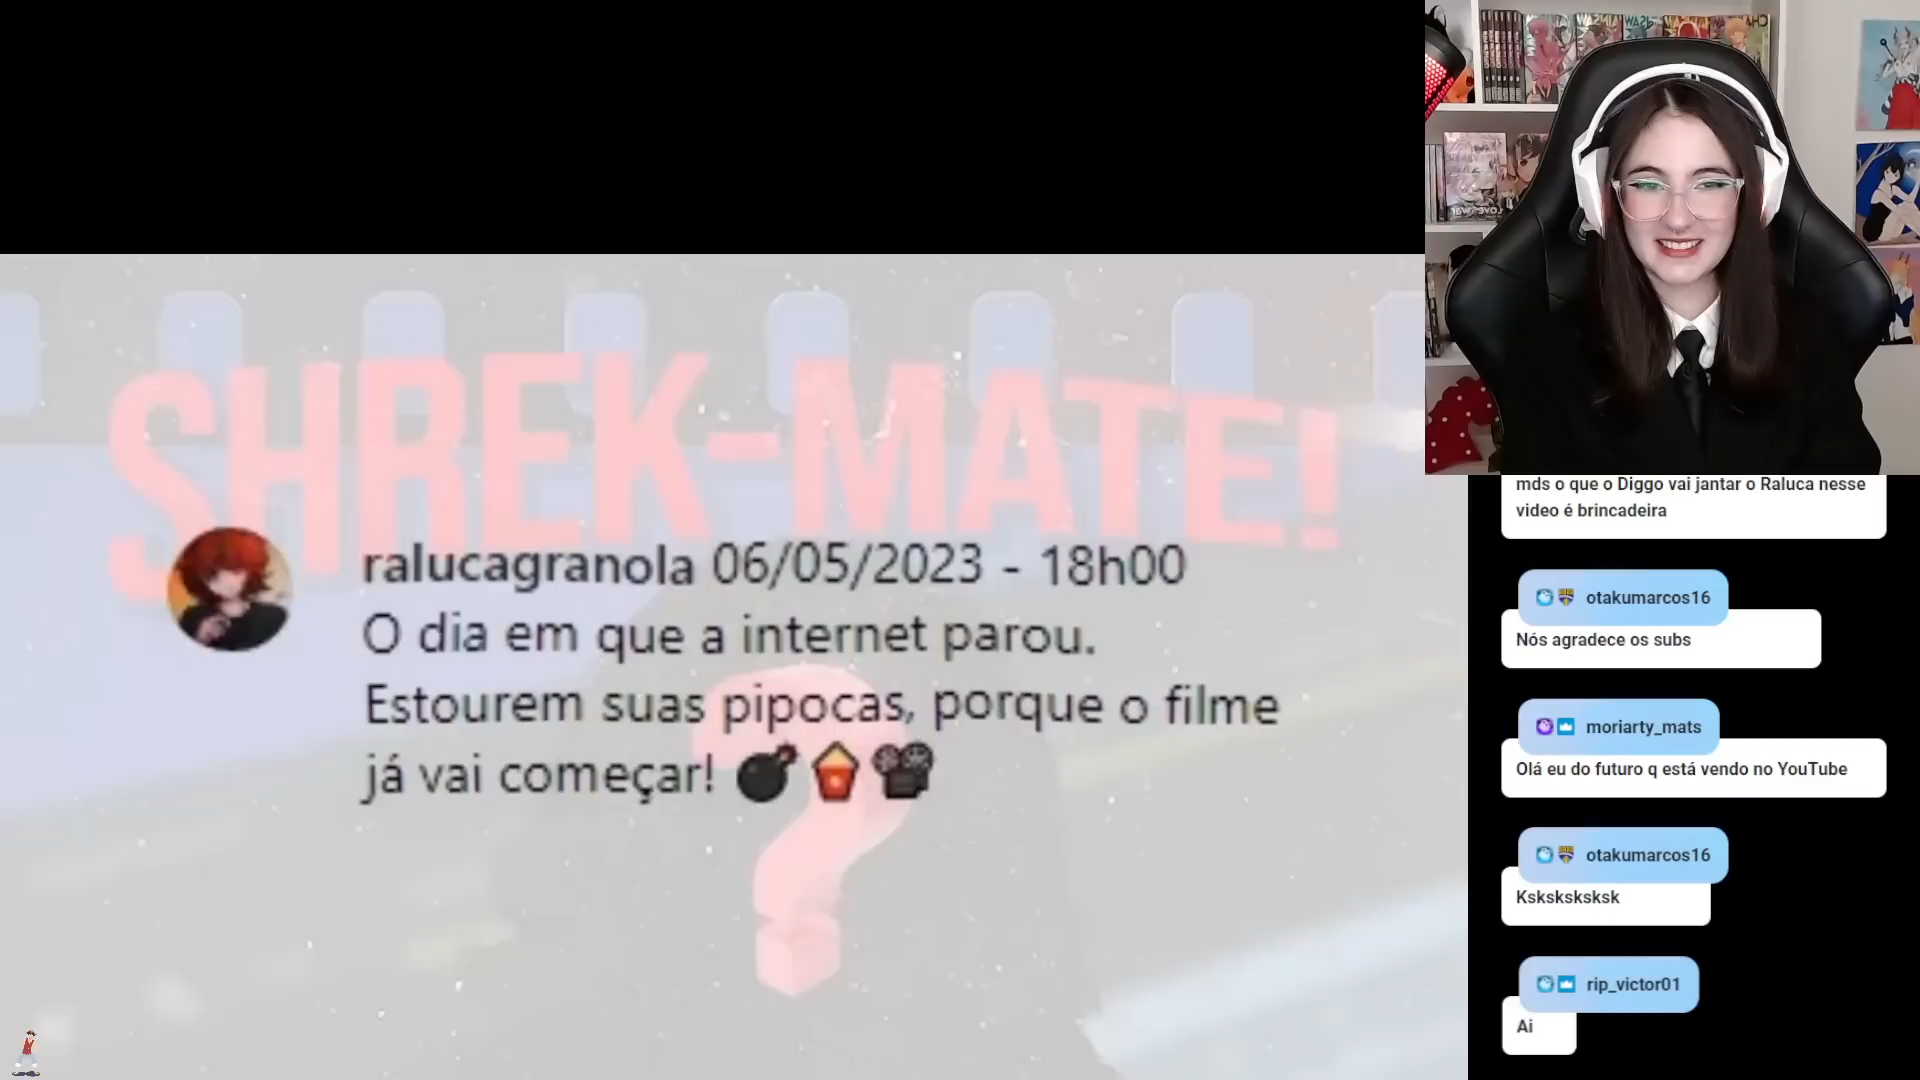 SHREK-MATE!
ralucagranola 06/05/2023 - 18h00
O dia em que a internet parou.
Estourem suas pipocas, porque o filme
já vai começar! 💣🍿🎥
?
mds o que o Diggo vai jantar o Raluca nesse
video é brincadeira
otakumarcos16
Nós agradece os subs
moriarty_mats
Olá eu do futuro q está vendo no YouTube
otakumarcos16
Ksksksksksk
rip_victor01
Ai